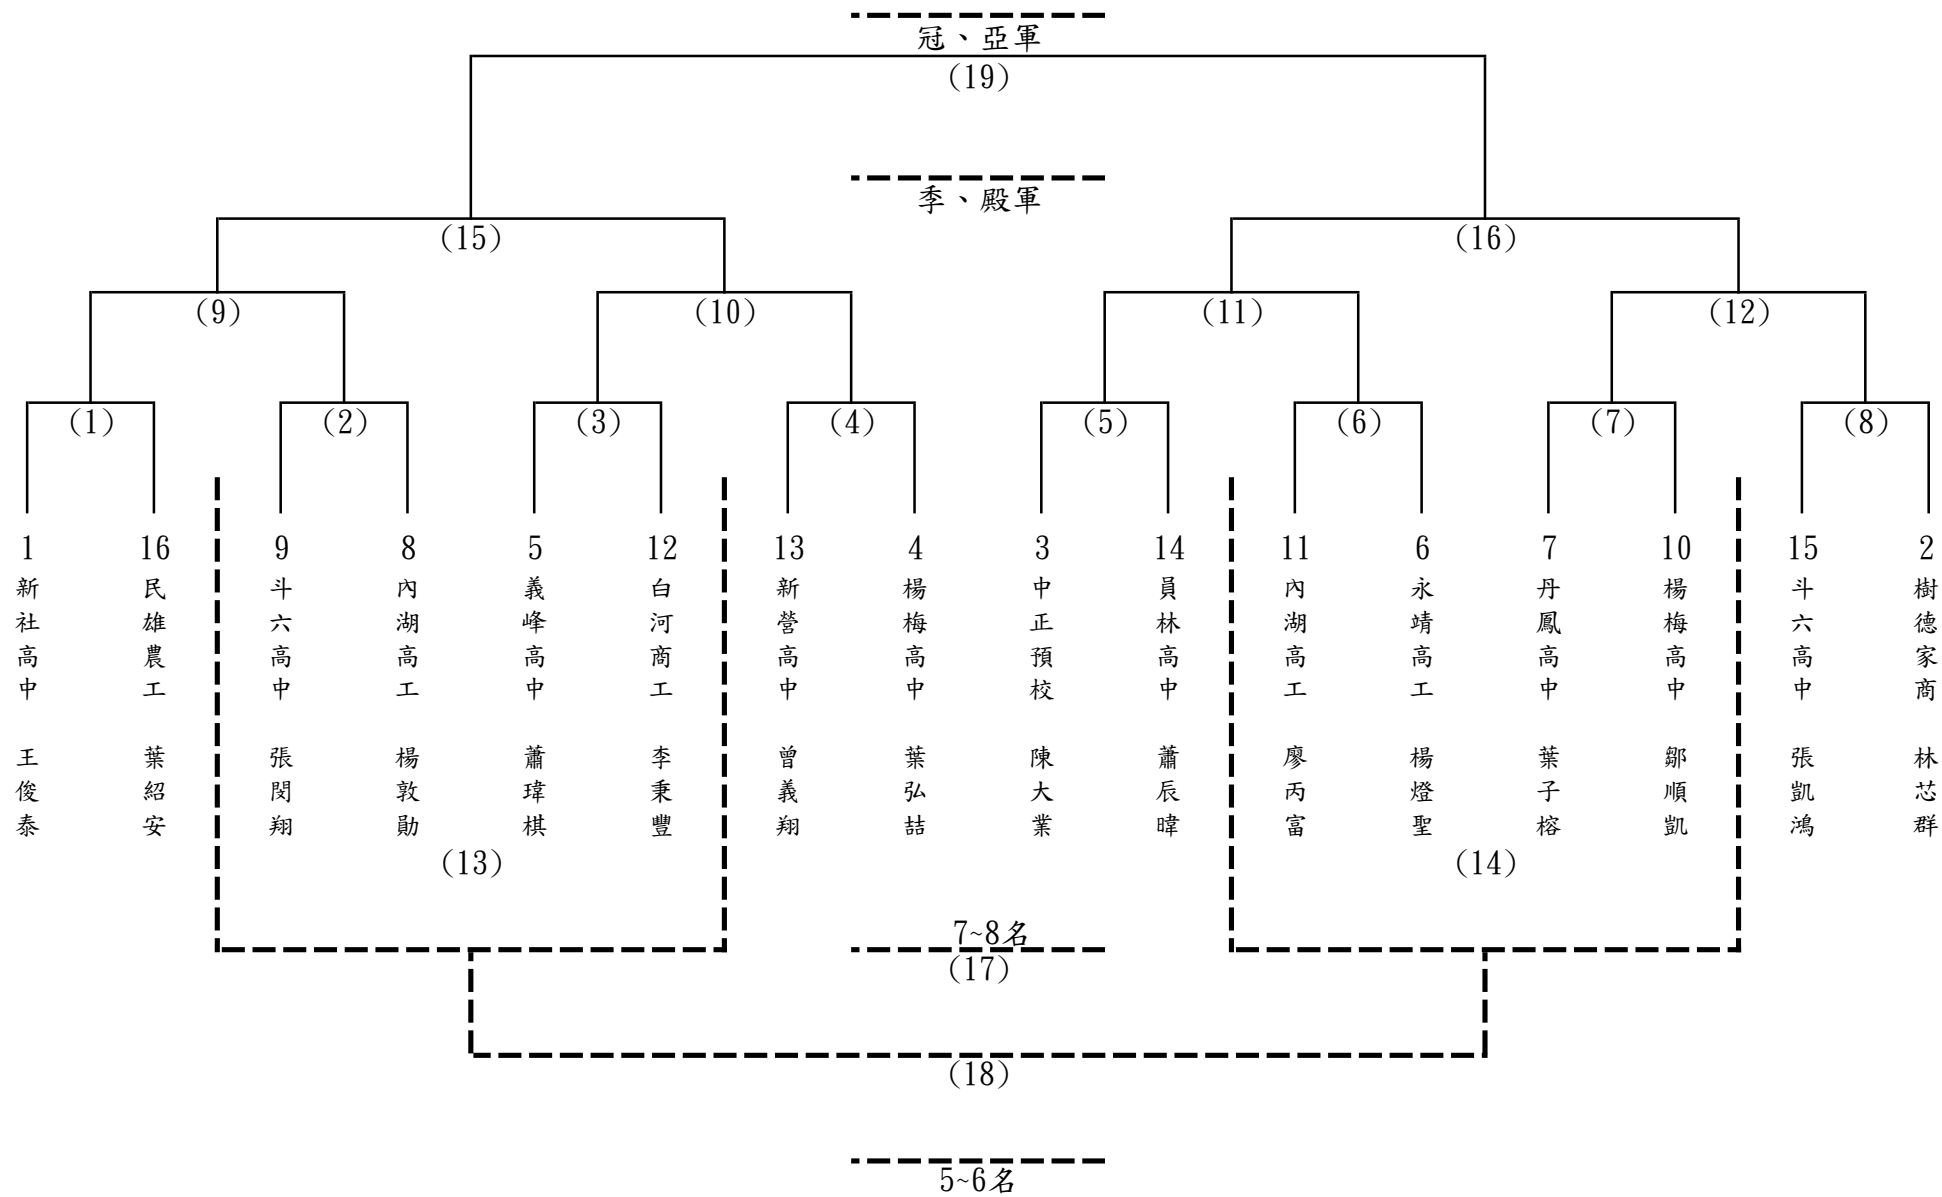 冠、亞軍
(19)
季、殿軍
(15)
(16)
(9)
(10)
(11)
(12)
(1)
(2)
(3)
(4)
(5)
(6)
(7)
(8)
1
新社高中 王俊泰
16
民雄農工 葉紹安
9
斗六高中 張閔翔
8
內湖高工 楊敦勛
5
義峰高中 蕭瑋棋
12
白河商工 李秉豐
13
新營高中 曾義翔
4
楊梅高中 葉弘喆
3
中正預校 陳大業
14
員林高中 蕭辰暐
11
內湖高工 廖丙富
6
永靖高工 楊燈聖
7
丹鳳高中 葉子榕
10
楊梅高中 鄒順凱
15
斗六高中 張凱鴻
2
樹德家商 林芯群
(13)
(14)
7~8名
(17)
(18)
5~6名